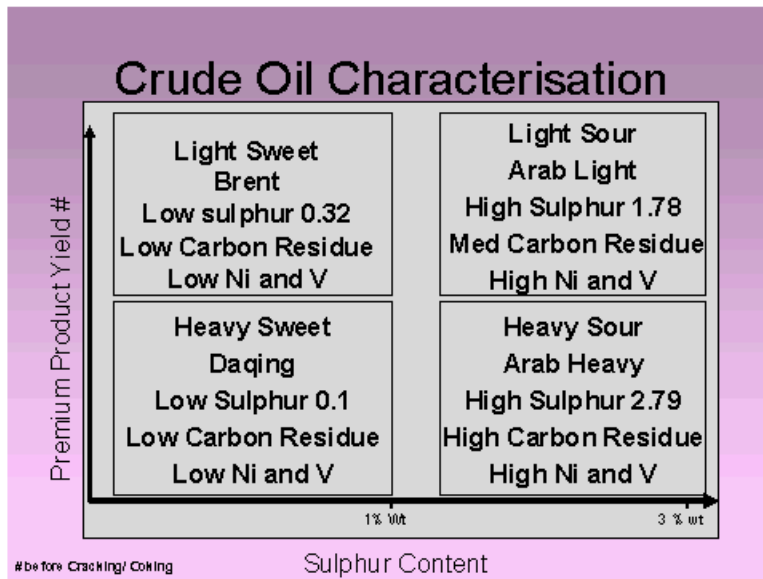 Crude Oil Characterisation
Premium Product Yield #
Light Sweet
Brent
Low sulphur 0.32
Low Carbon Residue
Low Ni and V
Light Sour
Arab Light
High Sulphur 1.78
Med Carbon Residue
High Ni and V
Heavy Sweet
Daqing
Low Sulphur 0.1
Low Carbon Residue
Low Ni and V
Heavy Sour
Arab Heavy
High Sulphur 2.79
High Carbon Residue
High Ni and V
1% Wt
3 % wt
Sulphur Content
#before Cracking/ Coking